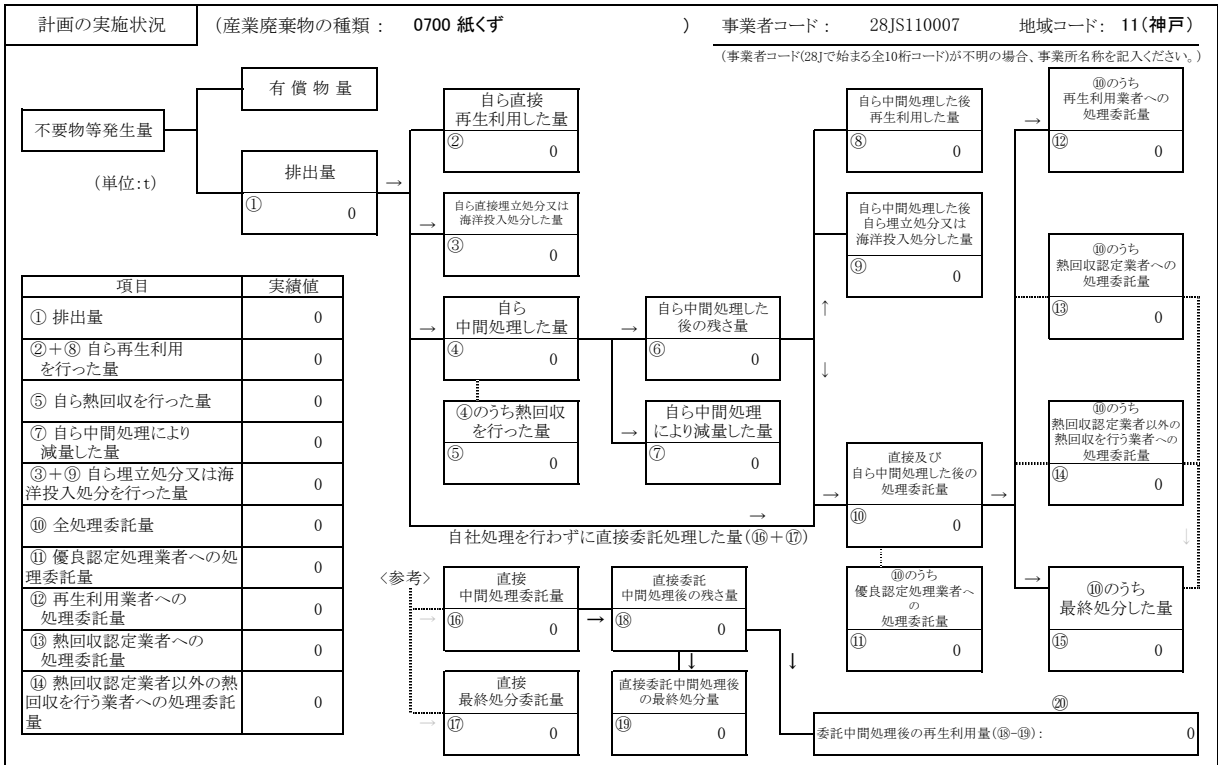 計画の実施状況
(産業廃棄物の種類： 0700 紙くず )
事業者コード： 28JS110007
地域コード： 11(神戸)
(事業者コード(28Jで始まる全10桁コード)が不明の場合、事業所名称を記入ください。)
不要物等発生量
(単位:t)
有 償 物 量
排出量
→
① 0
自ら直接
再生利用した量
② 0
→
自ら直接埋立処分又は
海洋投入処分した量
③ 0
→
自ら
中間処理した量
④ 0
④のうち熱回収
を行った量
⑤ 0
→
自ら中間処理した
後の残さ量
⑥ 0
→
自ら中間処理
により減量した量
⑦ 0
自ら中間処理した後
再生利用した量
⑧ 0
自ら中間処理した後
自ら埋立処分又は
海洋投入処分した量
⑨ 0
↑
↓
→
直接及び
自ら中間処理した後の
処理委託量
⑩ 0
→
⑩のうち
優良認定処理業者へ
の
処理委託量
⑪ 0
→
⑩のうち
再生利用業者への
処理委託量
⑫ 0
⑩のうち
熱回収認定業者への
処理委託量
⑬ 0
⑩のうち
熱回収認定業者以外の
熱回収を行う業者への
処理委託量
⑭ 0
↓
→
⑩のうち
最終処分した量
⑮ 0
→
自社処理を行わずに直接委託処理した量(⑯＋⑰)
項目 実績値
① 排出量 0
②＋⑧ 自ら再生利用
を行った量 0
⑤ 自ら熱回収を行った量 0
⑦ 自ら中間処理により
減量した量 0
③＋⑨ 自ら埋立処分又は海
洋投入処分を行った量 0
⑩ 全処理委託量 0
⑪ 優良認定処理業者への処
理委託量 0
⑫ 再生利用業者への
処理委託量 0
⑬ 熱回収認定業者への
処理委託量 0
⑭ 熱回収認定業者以外の熱
回収を行う業者への処理委託
量 0
〈参考〉
→
直接
中間処理委託量
⑯ 0
→
直接委託
中間処理後の残さ量
⑱ 0
→
直接
最終処分委託量
⑰ 0
↓
直接委託中間処理後
の最終処分量
⑲ 0
↓
⑳
委託中間処理後の再生利用量(⑱-⑲)： 0